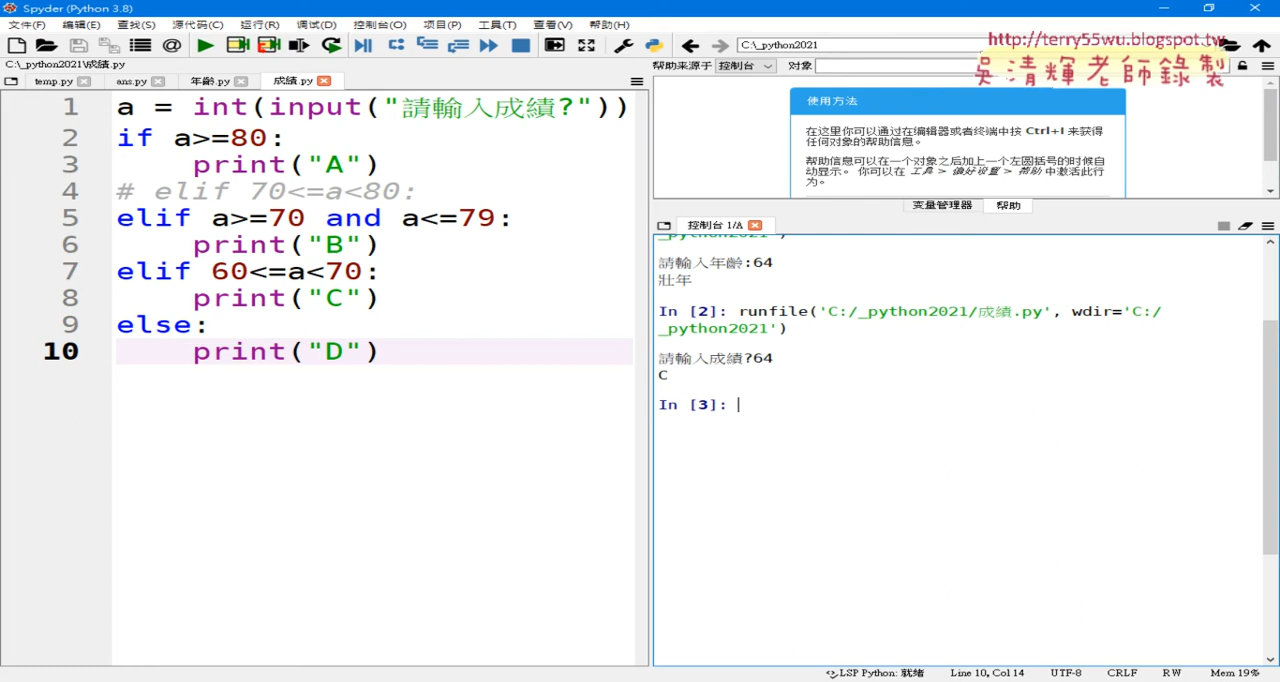 Spyder (Python 3.8)
文件(F) 编辑(E) 查找(S) 源代码(C) 运行(R) 调试(D) 控制台(O) 项目(P) 工具(T) 查看(V) 帮助(H)
C:\_python2021
http://terry55wu.blogspot.tw
吳清輝老師錄製
C:\_python2021\成績.py
temp.py ans.py 年齡.py 成績.py
帮助来源于 控制台 对象
1 a = int(input("請輸入成績?"))
2 if a>=80:
3 print("A")
4 # elif 70<=a<80:
5 elif a>=70 and a<=79:
6 print("B")
7 elif 60<=a<70:
8 print("C")
9 else:
10 print("D")
使用方法
在这里你可以通过在编辑器或者终端中按 Ctrl+I 来获得
任何对象的帮助信息。
帮助信息可以在一个对象之后加上一个左圆括号的时候自
动显示。 你可以在 工具 > 偏好设置 > 帮助 中激活此行
为。
变量管理器 帮助
控制台 1/A
_python2021')
請輸入年齡:64
壯年
In [2]: runfile('C:/_python2021/成績.py', wdir='C:/
_python2021')
請輸入成績?64
C
In [3]:
LSP Python: 就绪 Line 10, Col 14 UTF-8 CRLF RW Mem 19%